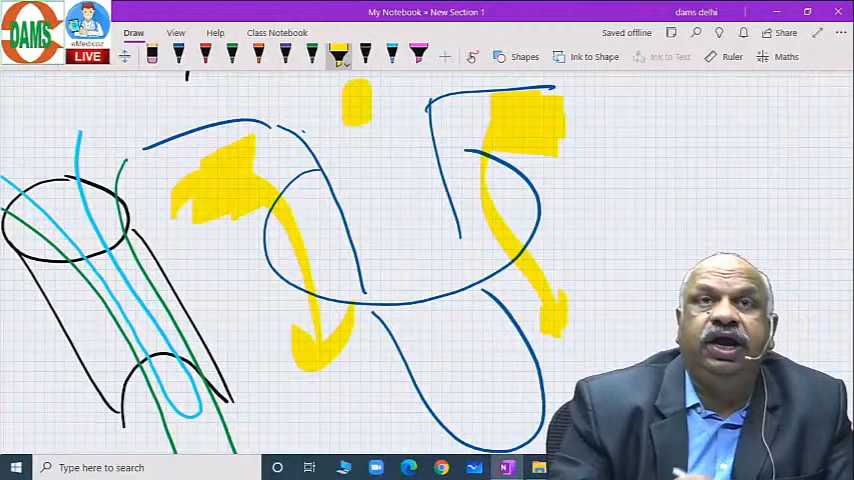 DAMS
eMedicoz
LIVE
My Notebook > New Section 1
dams delhi
Draw
View
Help
Class Notebook
Saved offline
Share
Shapes
Ink to Shape
Ink to Text
Ruler
Maths
Type here to search